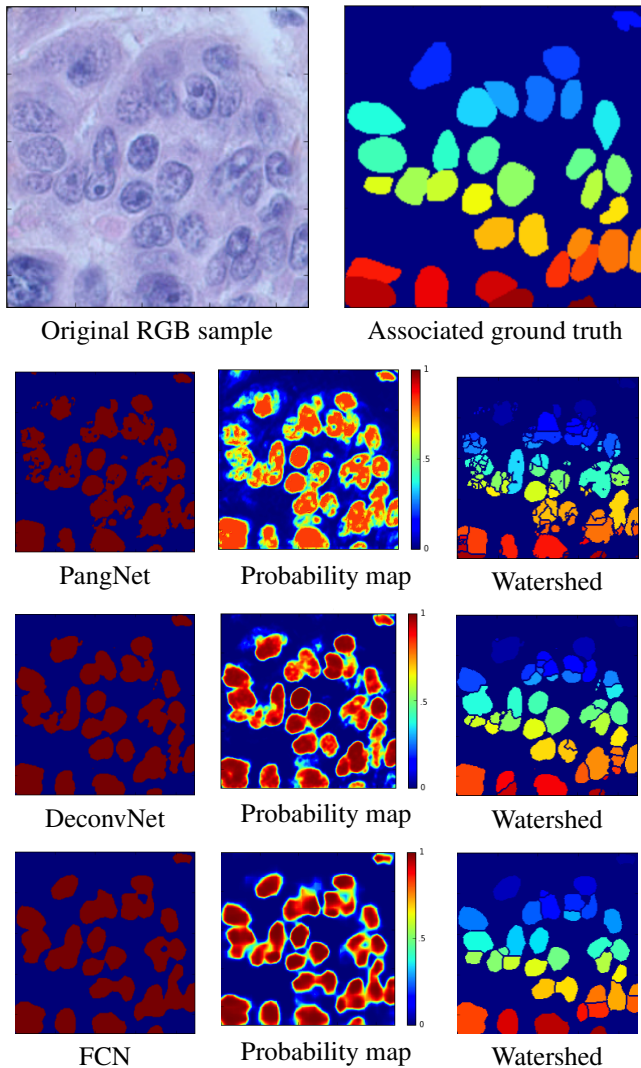 Original RGB sample Associated ground truth
1
.5
0
PangNet Probability map Watershed
1
.5
0
DeconvNet Probability map Watershed
1
.5
0
FCN Probability map Watershed